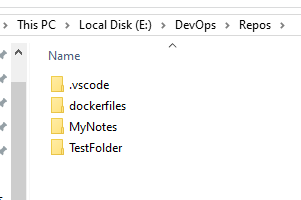 This PC > Local Disk (E:) > DevOps > Repos >
Name
.vscode
dockerfiles
MyNotes
TestFolder